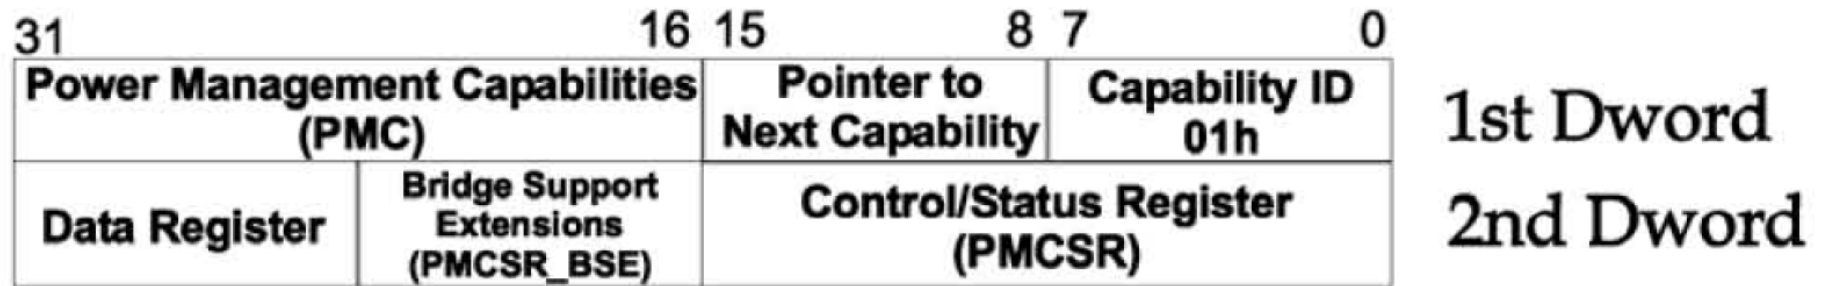 31 16 15 8 7 0
Power Management Capabilities
(PMC)
Pointer to
Next Capability
Capability ID
01h
1st Dword
Data Register
Bridge Support
Extensions
(PMCSR_BSE)
Control/Status Register
(PMCSR)
2nd Dword